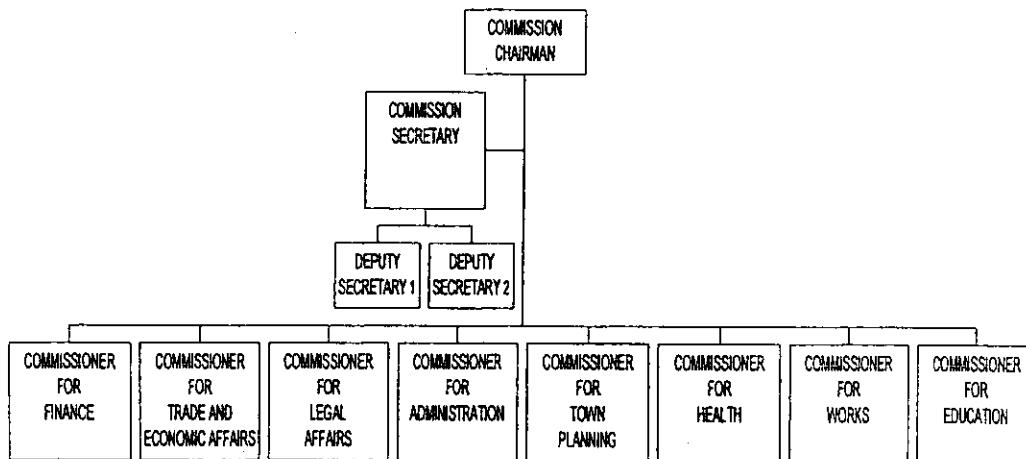 COMMISSION
CHAIRMAN
COMMISSION
SECRETARY
DEPUTY
SECRETARY 1
DEPUTY
SECRETARY 2
COMMISSIONER
FOR
FINANCE
COMMISSIONER
FOR
TRADE AND
ECONOMIC AFFAIRS
COMMISSIONER
FOR
LEGAL
AFFAIRS
COMMISSIONER
FOR
ADMINISTRATION
COMMISSIONER
FOR
TOWN
PLANNING
COMMISSIONER
FOR
HEALTH
COMMISSIONER
FOR
WORKS
COMMISSIONER
FOR
EDUCATION